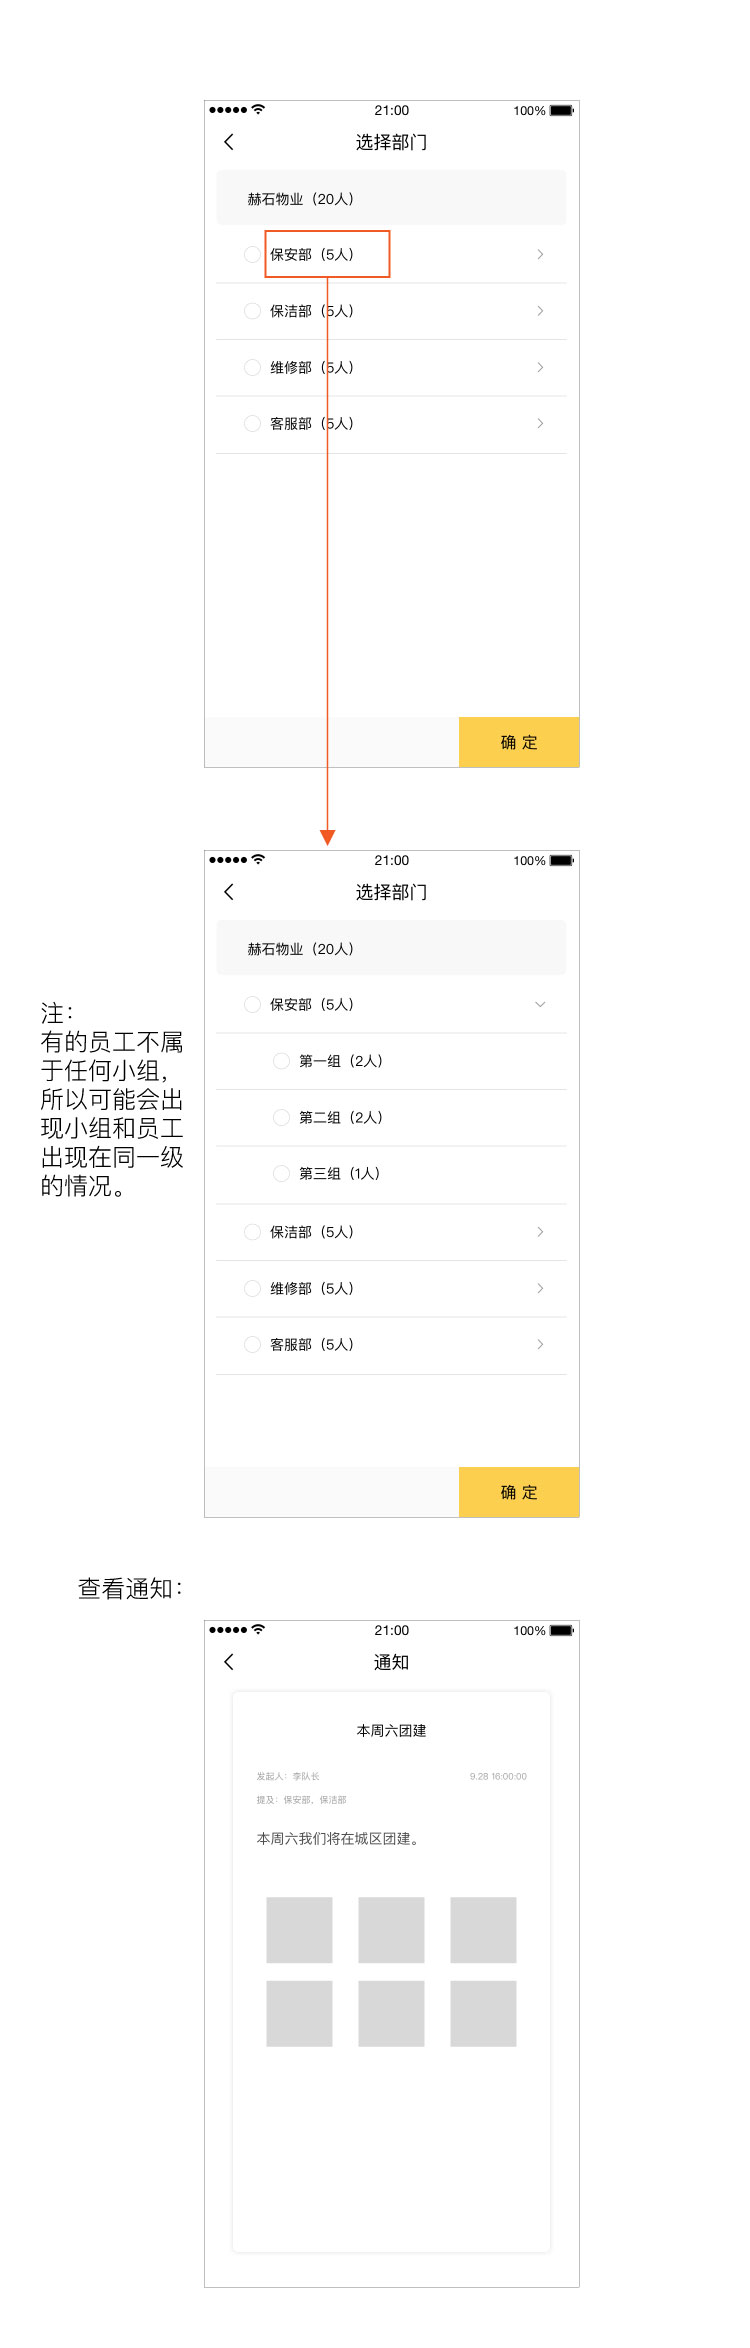 21:00
100%
选择部门
赫石物业（20人）
保安部（5人）
保洁部（5人）
维修部（5人）
客服部（5人）
确 定
21:00
100%
选择部门
赫石物业（20人）
保安部（5人）
注：
有的员工不属
于任何小组，
所以可能会出
现小组和员工
出现在同一级
的情况。
第一组（2人）
第二组（2人）
第三组（1人）
保洁部（5人）
维修部（5人）
客服部（5人）
确 定
查看通知：
21:00
100%
通知
本周六团建
发起人：李队长
9.28 16:00:00
提及：保安部、保洁部
本周六我们将在城区团建。